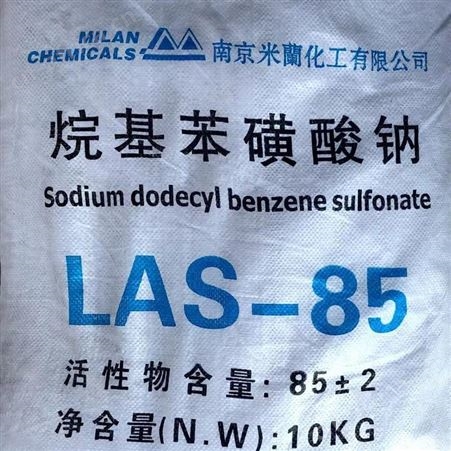 MILAN
CHEMICALS 南京米蘭化工有限公司
烷基苯磺酸钠
Sodium dodecyl benzene sulfonate
LAS-85
活性物含量: 85±2
净含量(N.W):10KG